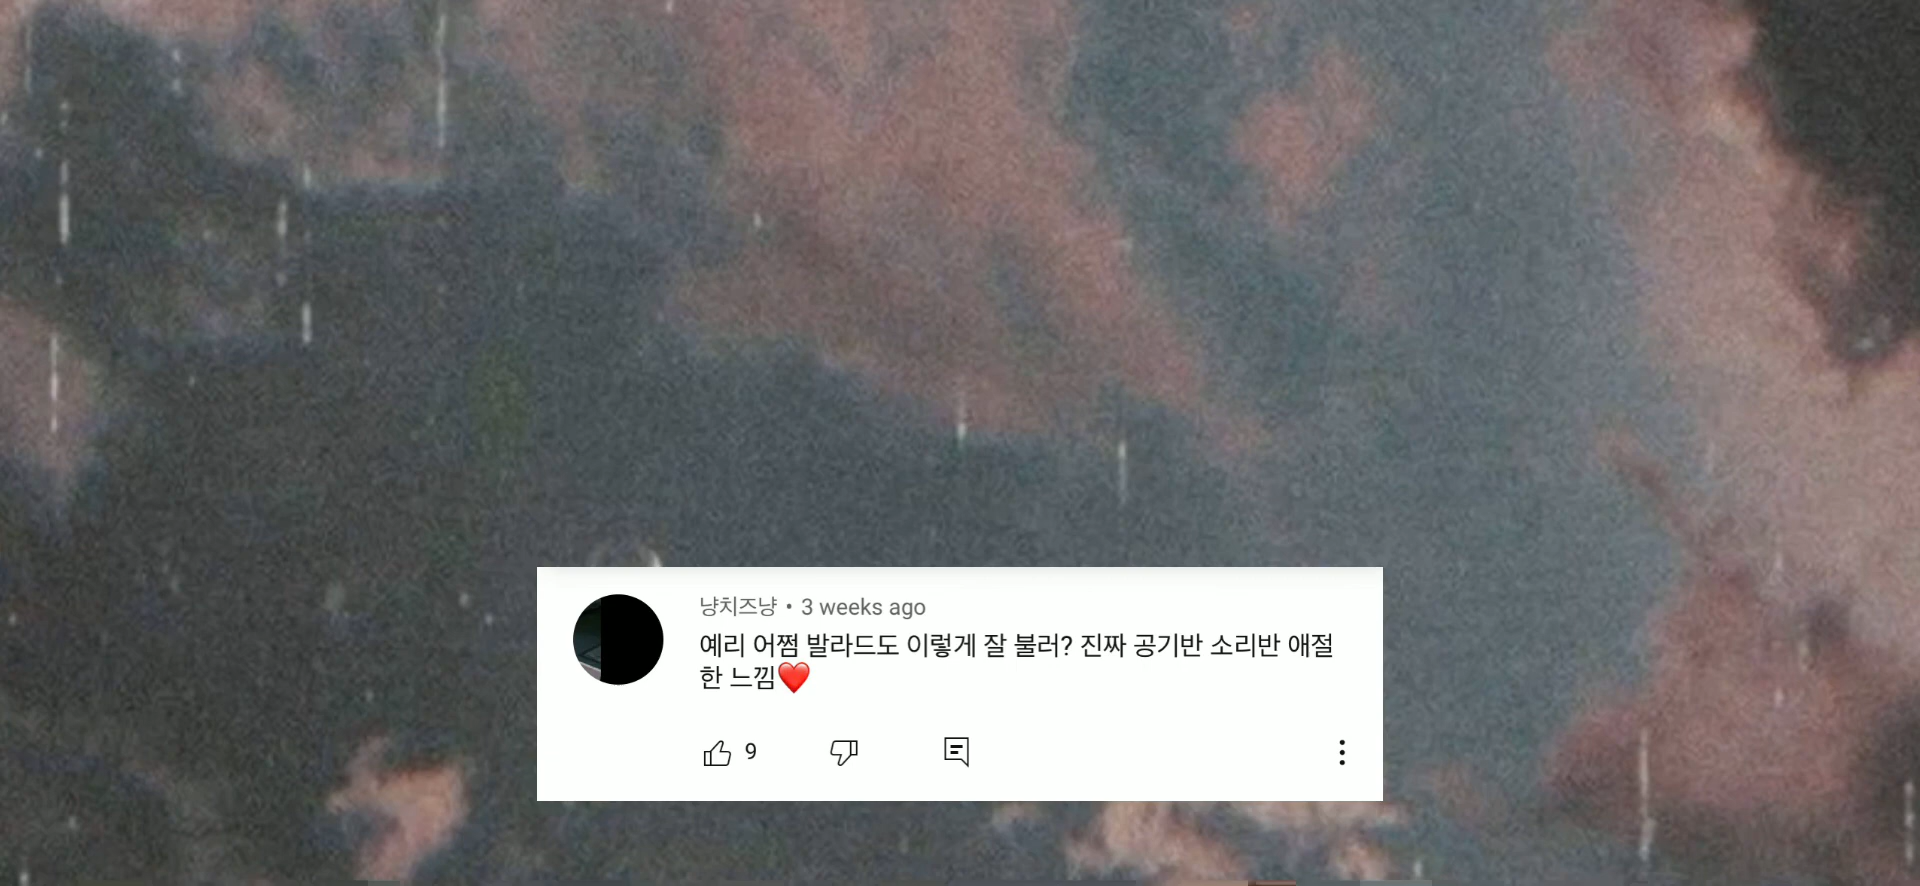 냥치즈냥 • 3 weeks ago
예리 어쩜 발라드도 이렇게 잘 불러? 진짜 공기반 소리반 애절
한 느낌❤️
9